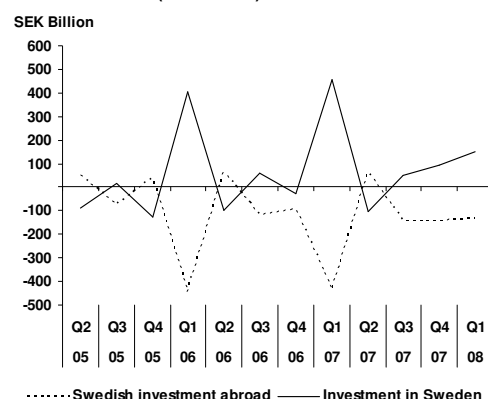 SEK Billion
600
500
400
300
200
100
-100
-200
-300
-400
-500
Q2 Q3 Q4 Q1 Q2 Q3 Q4 Q1 Q2 Q3 Q4 Q1
05 05 05 06 06 06 06 07 07 07 07 08
Swedish investment abroad Investment in Sweden